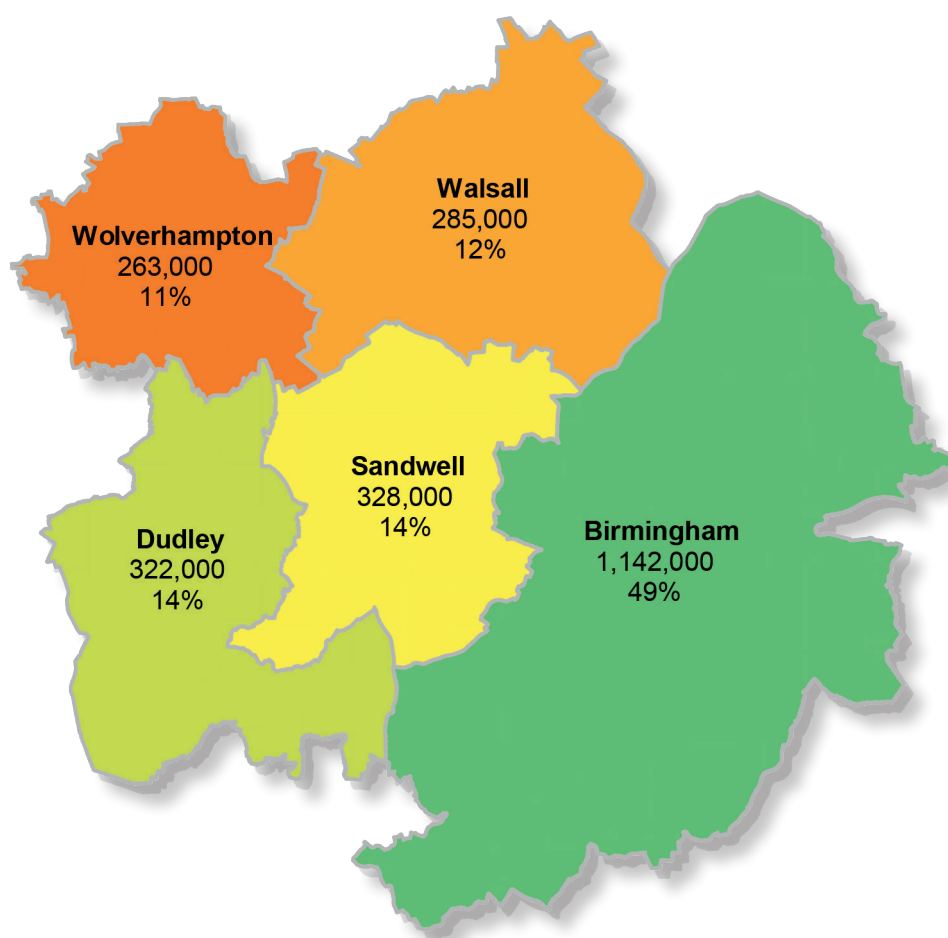 Walsall
285,000
12%
Wolverhampton
263,000
11%
Sandwell
328,000
14%
Birmingham
1,142,000
49%
Dudley
322,000
14%